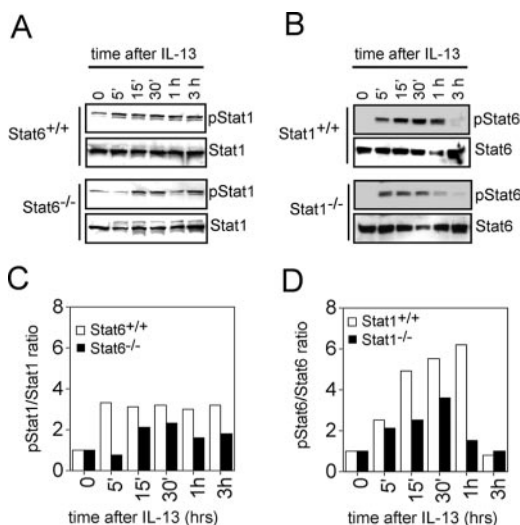 A
time after IL-13
0 5' 15' 30' 1 h 3 h
Stat6+/+
pStat1
Stat1
Stat6-/-
pStat1
Stat1
B
time after IL-13
0 5' 15' 30' 1 h 3 h
Stat1+/+
pStat6
Stat6
Stat1-/-
pStat6
Stat6
C
pStat1/Stat1 ratio
8
6
4
2
0
Stat6+/+
Stat6-/-
0 5' 15' 30' 1h 3h
time after IL-13 (hrs)
D
pStat6/Stat6 ratio
8
6
4
2
0
Stat1+/+
Stat1-/-
0 5' 15' 30' 1h 3h
time after IL-13 (hrs)